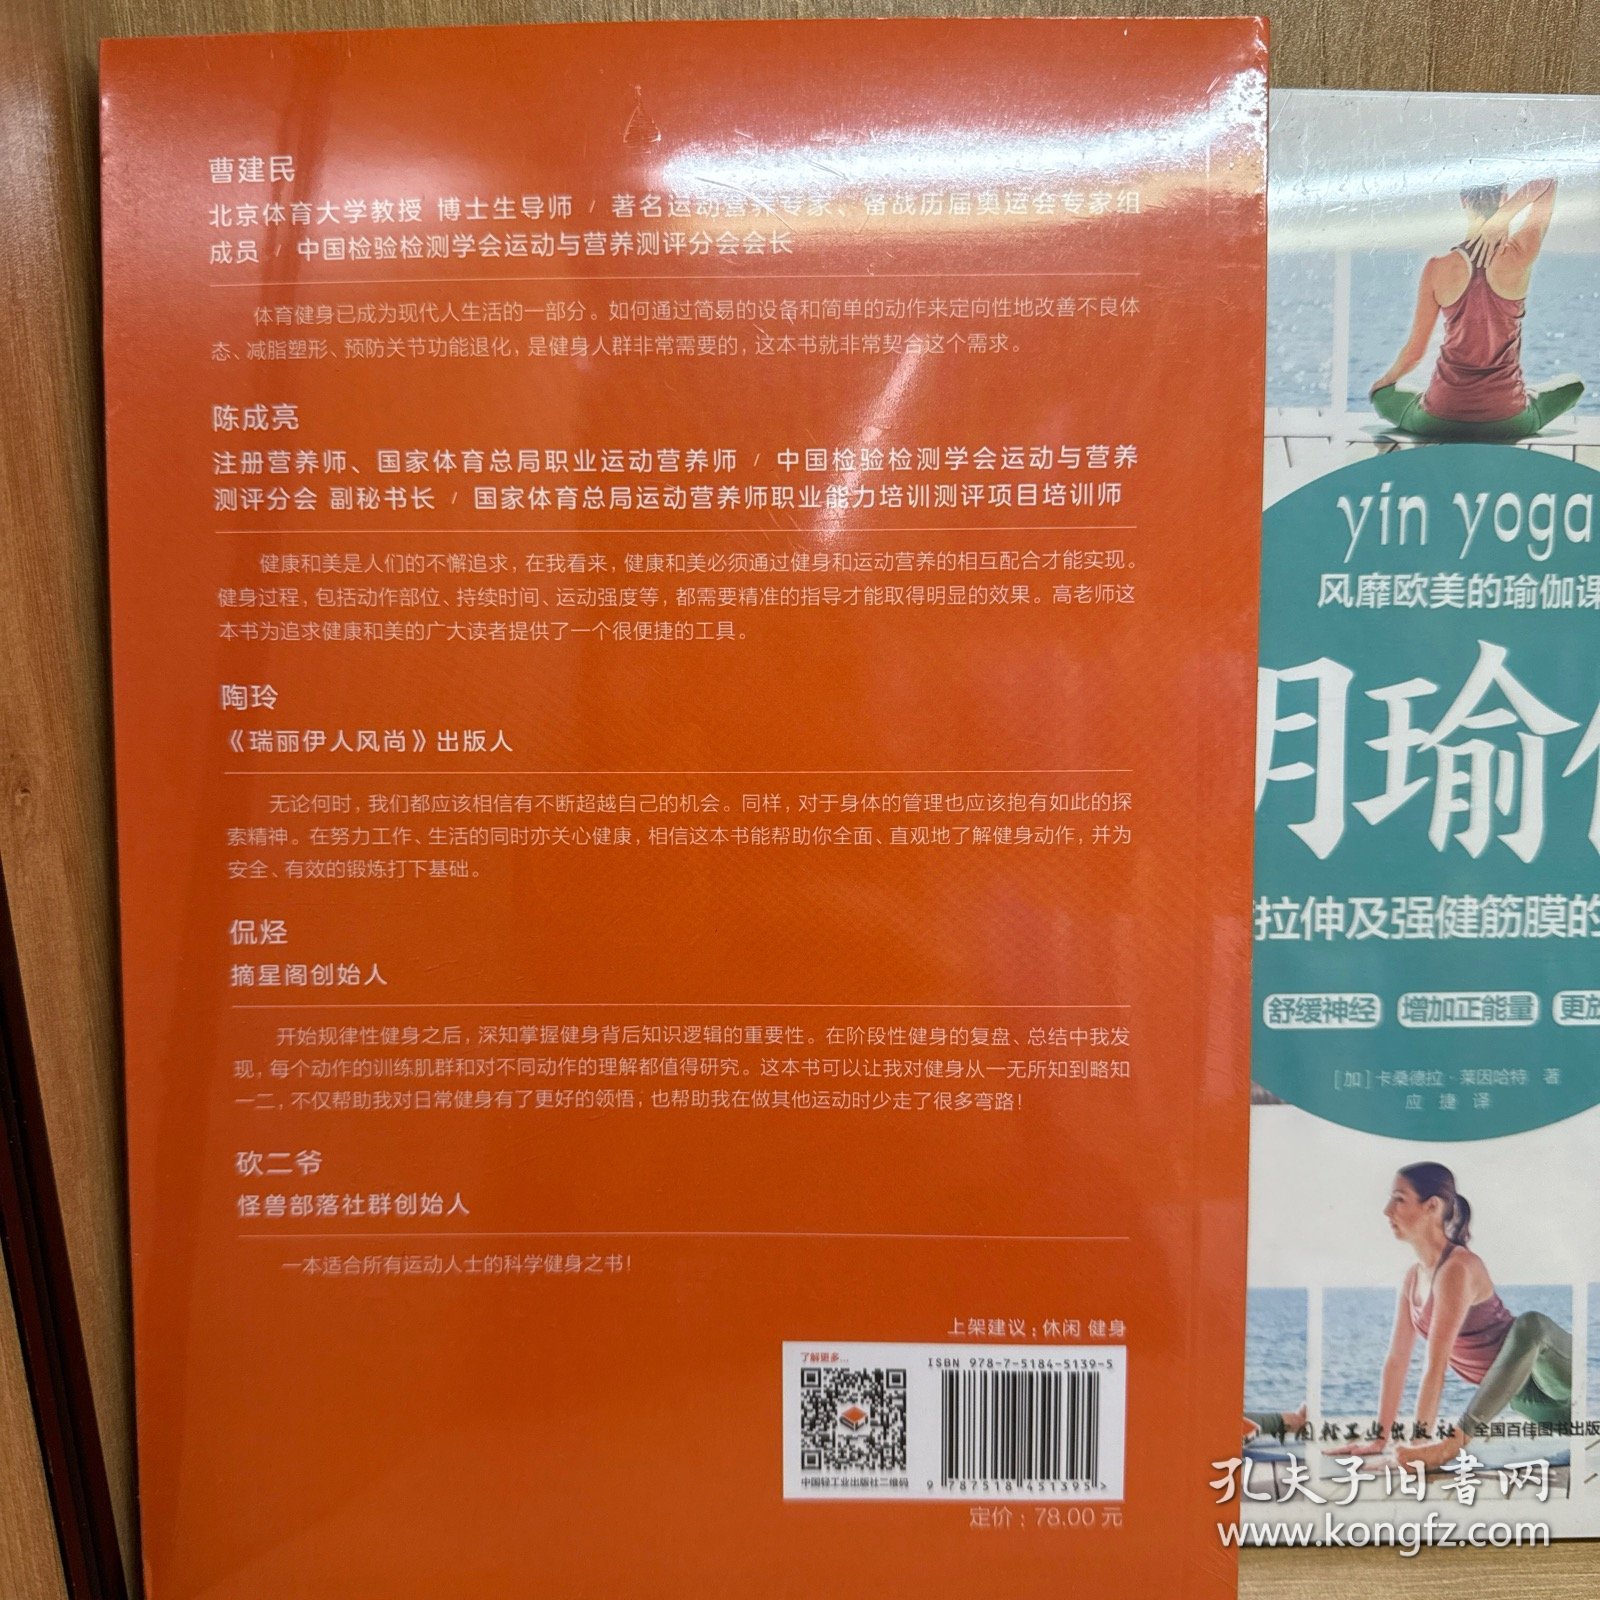 曹建民
北京体育大学教授 博士生导师 / 著名运动营养专家、备战历届奥运会专家组
成员 / 中国检验检测学会运动与营养测评分会会长
体育健身已成为现代人生活的一部分。如何通过简易的设备和简单的动作来定向性地改善不良体
态、减脂塑形、预防关节功能退化，是健身人群非常需要的，这本书就非常契合这个需求。
陈成亮
注册营养师、国家体育总局职业运动营养师 / 中国检验检测学会运动与营养
测评分会 副秘书长 / 国家体育总局运动营养师职业能力培训测评项目培训师
健康和美是人们的不懈追求，在我看来，健康和美必须通过健身和运动营养的相互配合才能实现。
健身过程，包括动作部位、持续时间、运动强度等，都需要精准的指导才能取得明显的效果。高老师这
本书为追求健康和美的广大读者提供了一个很便捷的工具。
陶玲
《瑞丽伊人风尚》出版人
无论何时，我们都应该相信有不断超越自己的机会。同样，对于身体的管理也应该抱有如此的探
索精神。在努力工作、生活的同时亦关心健康，相信这本书能帮助你全面、直观地了解健身动作，并为
安全、有效的锻炼打下基础。
侃烃
摘星阁创始人
开始规律性健身之后，深知掌握健身背后知识逻辑的重要性。在阶段性健身的复盘、总结中我发
现，每个动作的训练肌群和对不同动作的理解都值得研究。这本书可以让我对健身从一无所知到略知
一二，不仅帮助我对日常健身有了更好的领悟，也帮助我在做其他运动时少走了很多弯路！
砍二爷
怪兽部落社群创始人
一本适合所有运动人士的科学健身之书！
上架建议：休闲 健身
了解更多...
ISBN 978-7-5184-5139-5
中国轻工业出版社二维码
9 787518 451395 >
定价：78.00 元
yin yoga
风靡欧美的瑜伽课
瑜
拉伸及强健筋膜的
舒缓神经 增加正能量 更放
[加] 卡桑德拉·莱因哈特 著
应 捷 译
中国轻工业出版社 全国百佳图书出版
孔夫子旧书网
www.kongfz.com